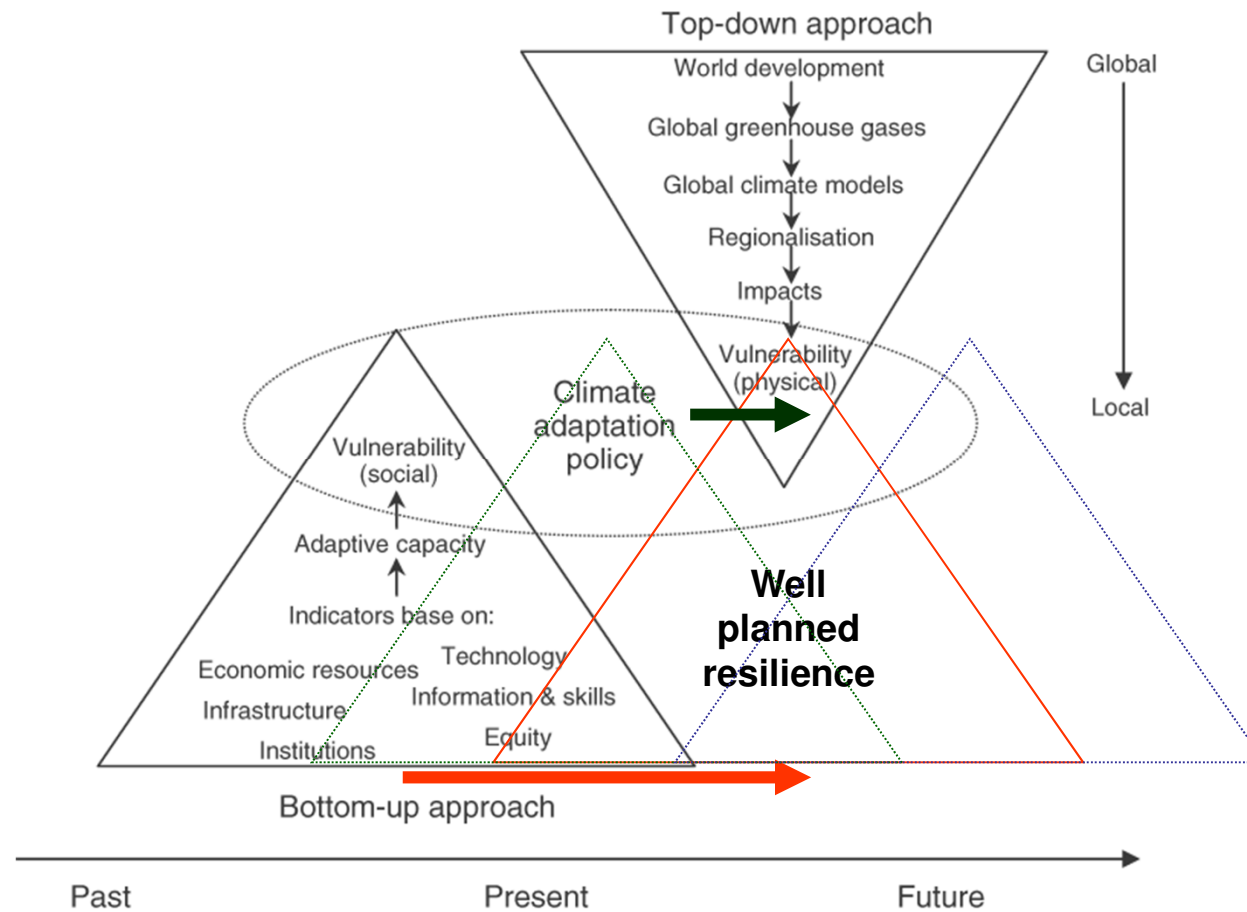 Top-down approach
World development
Global greenhouse gases
Global climate models
Regionalisation
Impacts
Vulnerability
(physical)
Global
Local
Climate
adaptation
policy
Vulnerability
(social)
Adaptive capacity
Indicators base on:
Economic resources
Technology
Infrastructure
Information & skills
Institutions
Equity
Well
planned
resilience
Bottom-up approach
Past
Present
Future